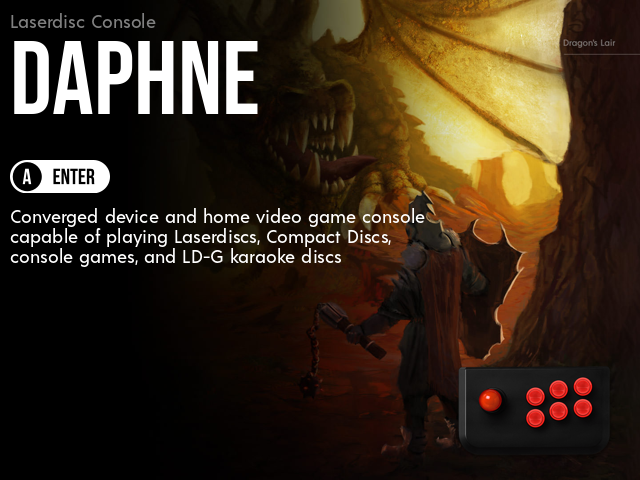 Laserdisc Console
DAPHNE
Dragon's Lair
A ENTER
Converged device and home video game console
capable of playing Laserdiscs, Compact Discs,
console games, and LD-G karaoke discs